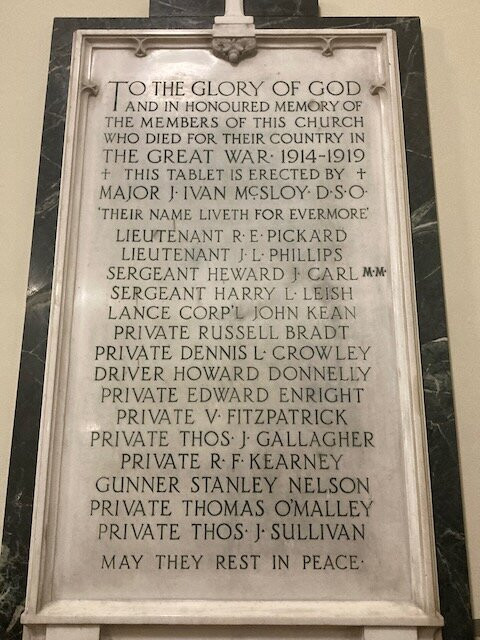 TO THE GLORY OF GOD
AND IN HONOURED MEMORY OF
THE MEMBERS OF THIS CHURCH
WHO DIED FOR THEIR COUNTRY IN
THE GREAT WAR · 1914-1919
† THIS TABLET IS ERECTED BY †
MAJOR J · IVAN McSLOY · D · S · O ·
'THEIR NAME LIVETH FOR EVERMORE'
LIEUTENANT R · E · PICKARD
LIEUTENANT J · L · PHILLIPS
SERGEANT HEWARD J · CARL M·M·
SERGEANT HARRY L · LEISH
LANCE CORP'L JOHN KEAN
PRIVATE RUSSELL BRADT
PRIVATE DENNIS L · CROWLEY
DRIVER HOWARD DONNELLY
PRIVATE EDWARD ENRIGHT
PRIVATE V · FITZPATRICK
PRIVATE THOS · J · GALLAGHER
PRIVATE R · F · KEARNEY
GUNNER STANLEY NELSON
PRIVATE THOMAS O'MALLEY
PRIVATE THOS · J · SULLIVAN
MAY THEY REST IN PEACE ·